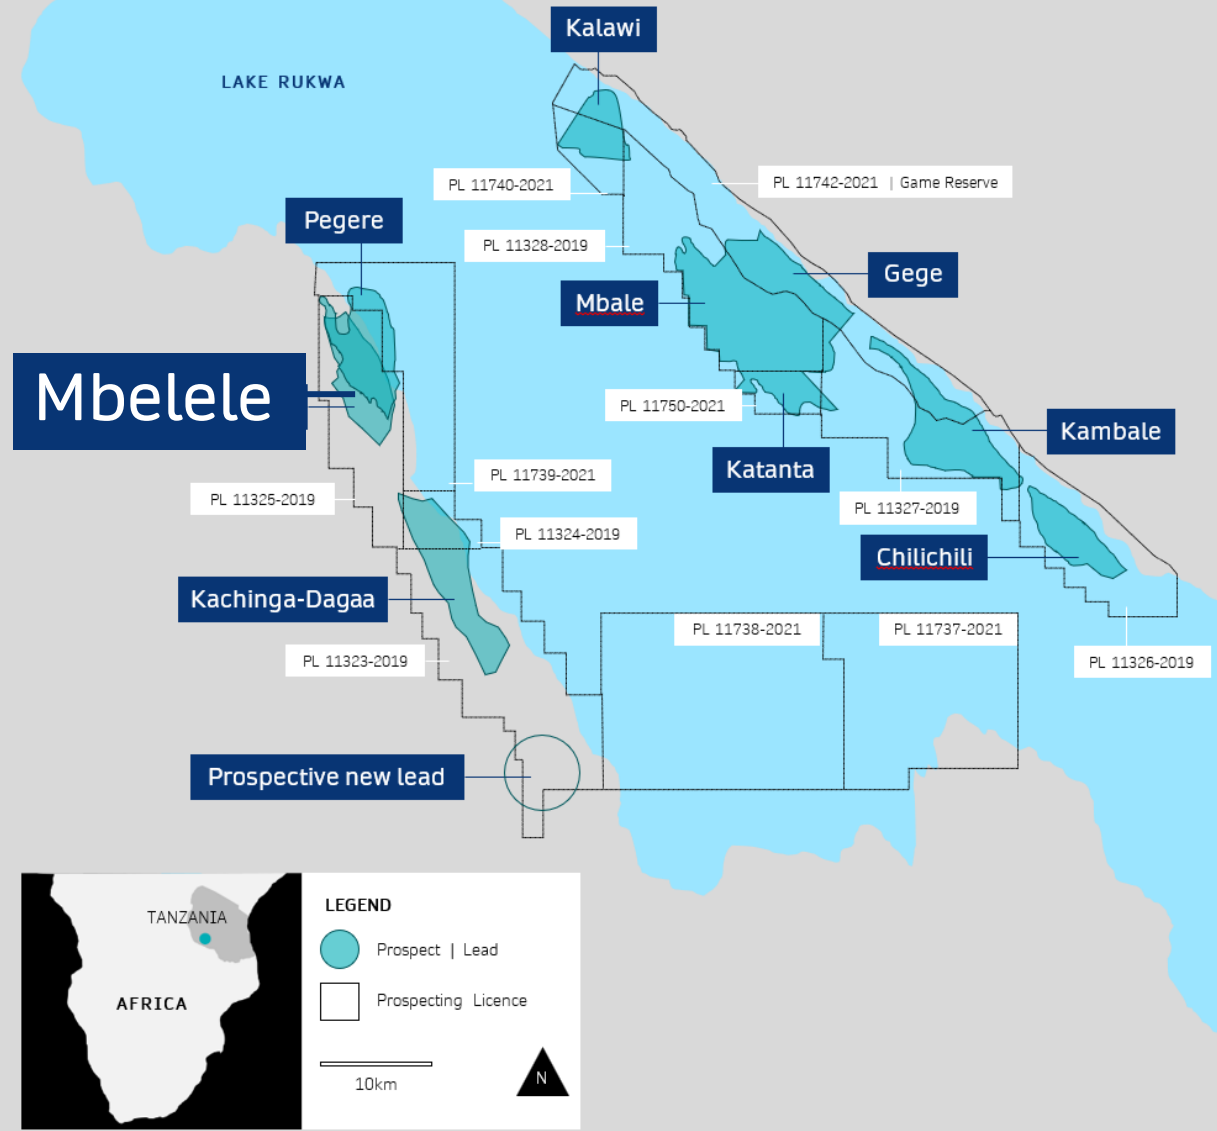 Kalawi
LAKE RUKWA
PL 11740-2021
PL 11742-2021 | Game Reserve
Pegere
PL 11328-2019
Gege
Mbale
Mbelele
PL 11750-2021
Kambale
Katanta
PL 11739-2021
PL 11325-2019
PL 11327-2019
PL 11324-2019
Chilichili
Kachinga-Dagaa
PL 11738-2021
PL 11737-2021
PL 11323-2019
PL 11326-2019
Prospective new lead
TANZANIA
AFRICA
LEGEND
Prospect | Lead
Prospecting Licence
10km
N